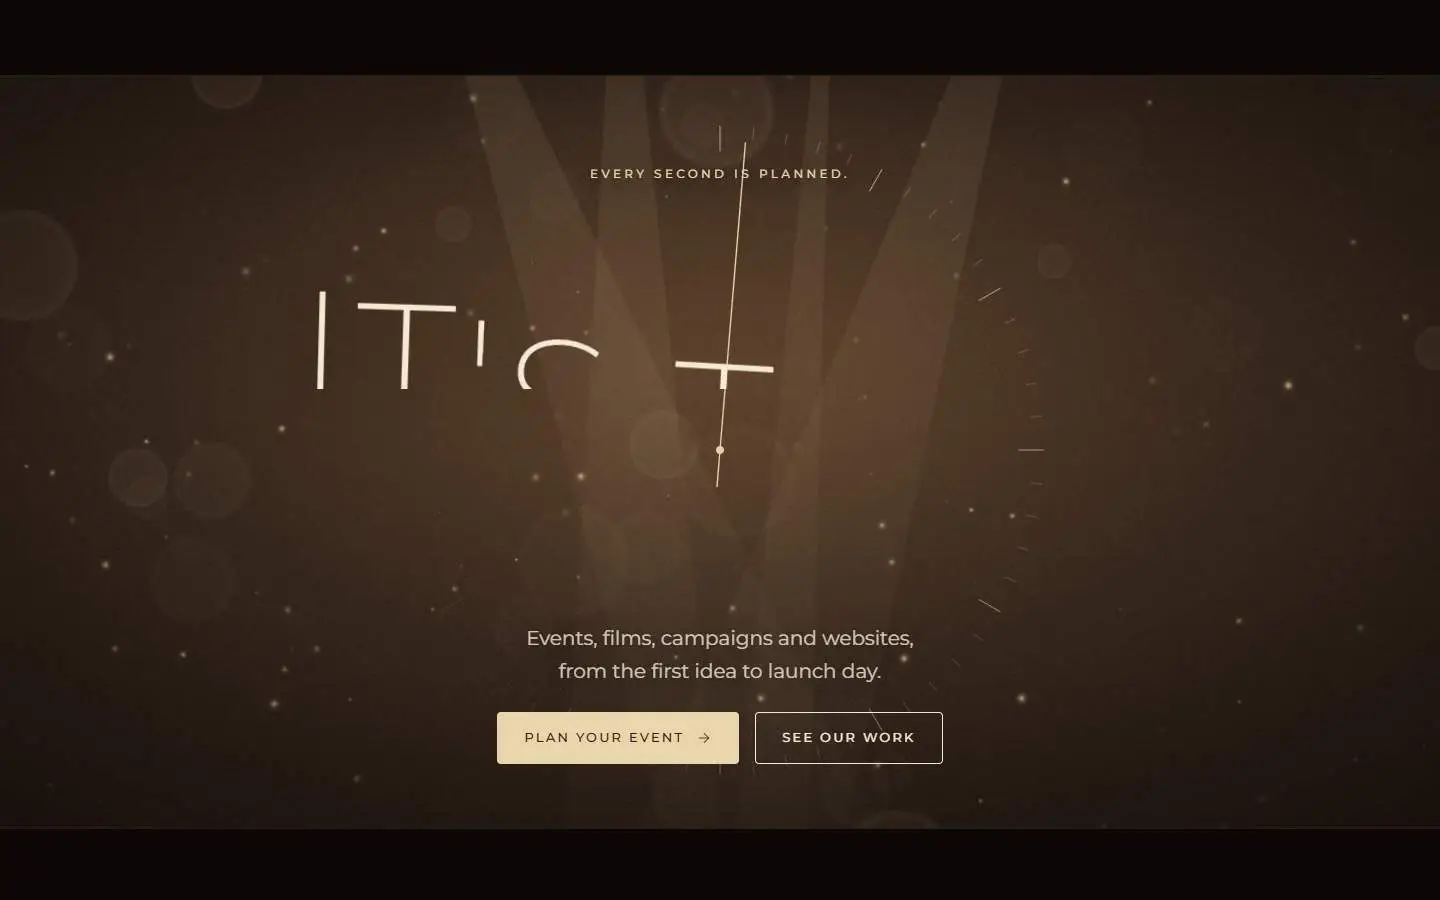 EVERY SECOND IS PLANNED.
IT'S T
Events, films, campaigns and websites,
from the first idea to launch day.
PLAN YOUR EVENT →
SEE OUR WORK